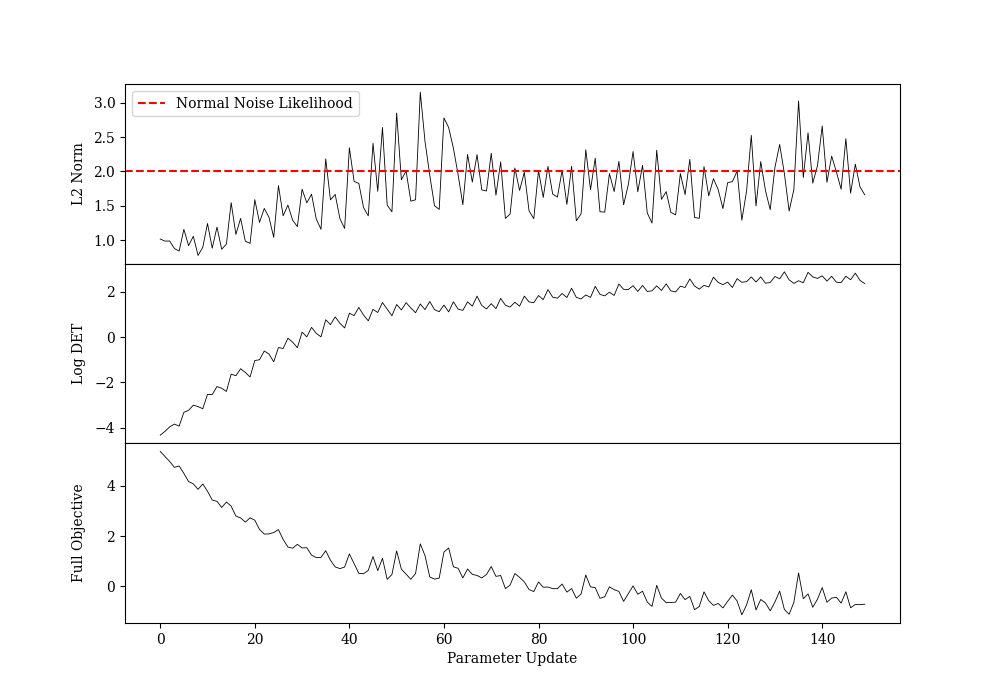 Normal Noise Likelihood
L2 Norm
3.0
2.5
2.0
1.5
1.0
Log DET
2
0
−2
−4
Full Objective
4
2
0
0 20 40 60 80 100 120 140
Parameter Update